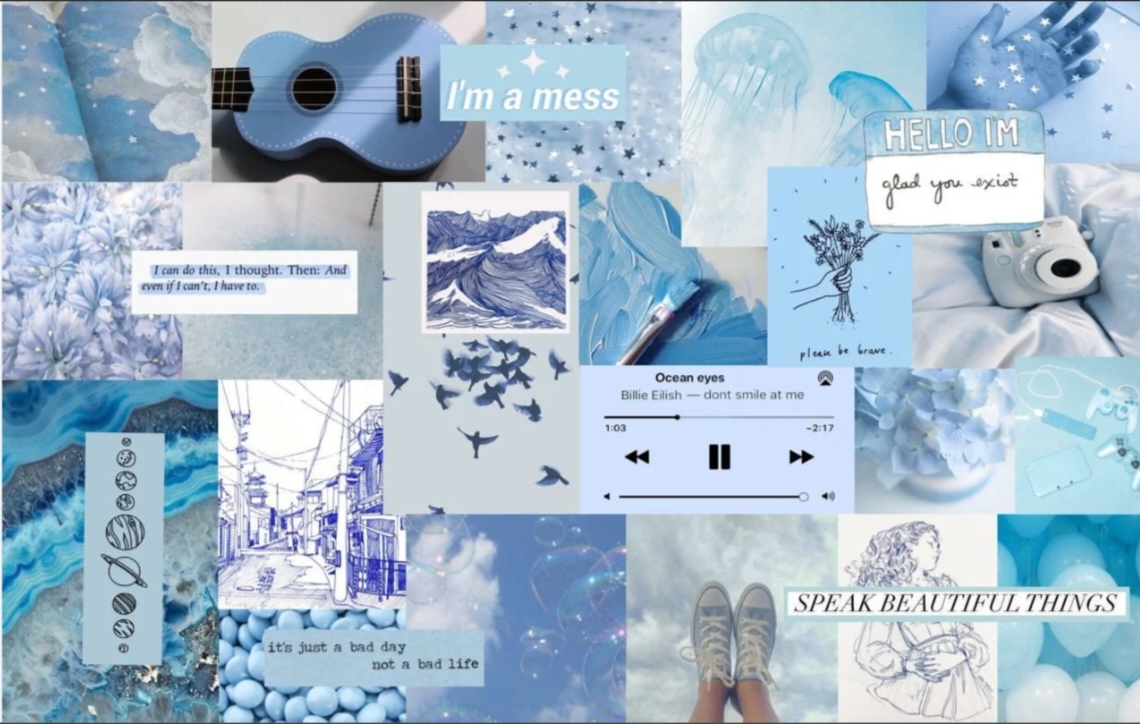 I'm a mess
HELLO I'M
glad you exist
I can do this, I thought. Then: And
even if I can't, I have to.
please be brave.
Ocean eyes
Billie Eilish — dont smile at me
1:03
-2:17
it's just a bad day
not a bad life
SPEAK BEAUTIFUL THINGS